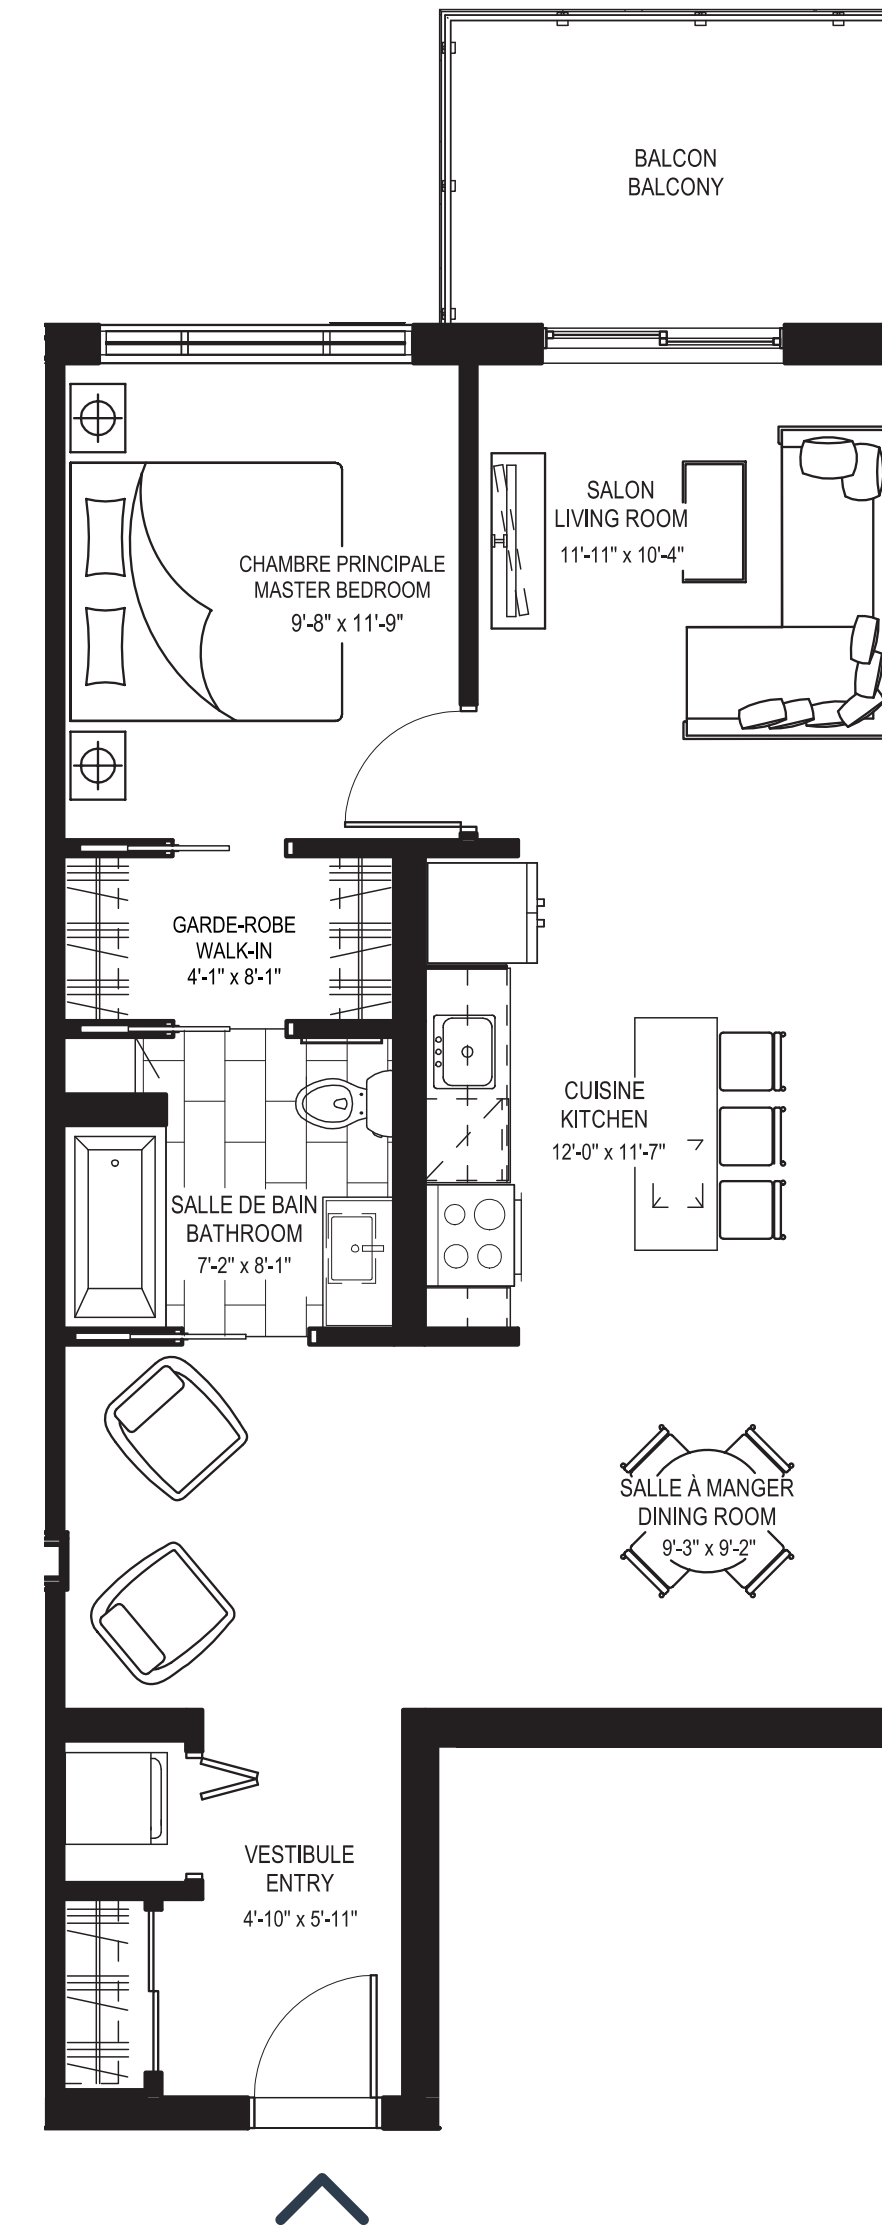 BALCON
BALCONY
SALON
LIVING ROOM
11'-11" x 10'-4"
CHAMBRE PRINCIPALE
MASTER BEDROOM
9'-8" x 11'-9"
GARDE-ROBE
WALK-IN
4'-1" x 8'-1"
CUISINE
KITCHEN
12'-0" x 11'-7"
SALLE DE BAIN
BATHROOM
7'-2" x 8'-1"
SALLE À MANGER
DINING ROOM
9'-3" x 9'-2"
VESTIBULE
ENTRY
4'-10" x 5'-11"